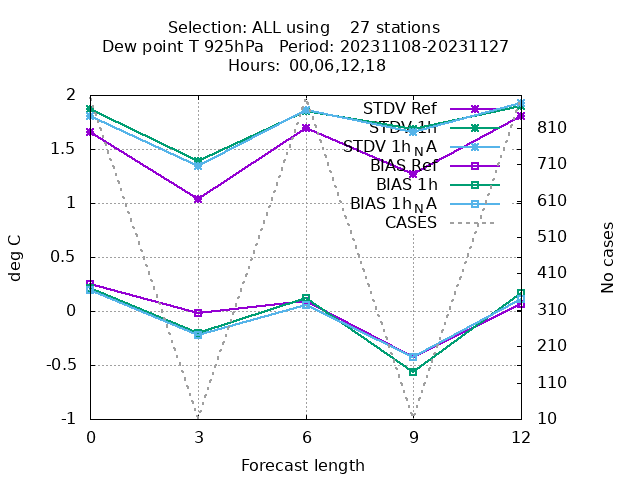 Selection: ALL using 27 stations
Dew point T 925hPa Period: 20231108-20231127
Hours: 00,06,12,18
2
1.5
1
0.5
0
-0.5
-1
deg C
STDV Ref
STDV 1h
STDV 1h_NA
BIAS Ref
BIAS 1h
BIAS 1h_NA
CASES
810
710
610
510
410
310
210
110
10
No cases
0 3 6 9 12
Forecast length